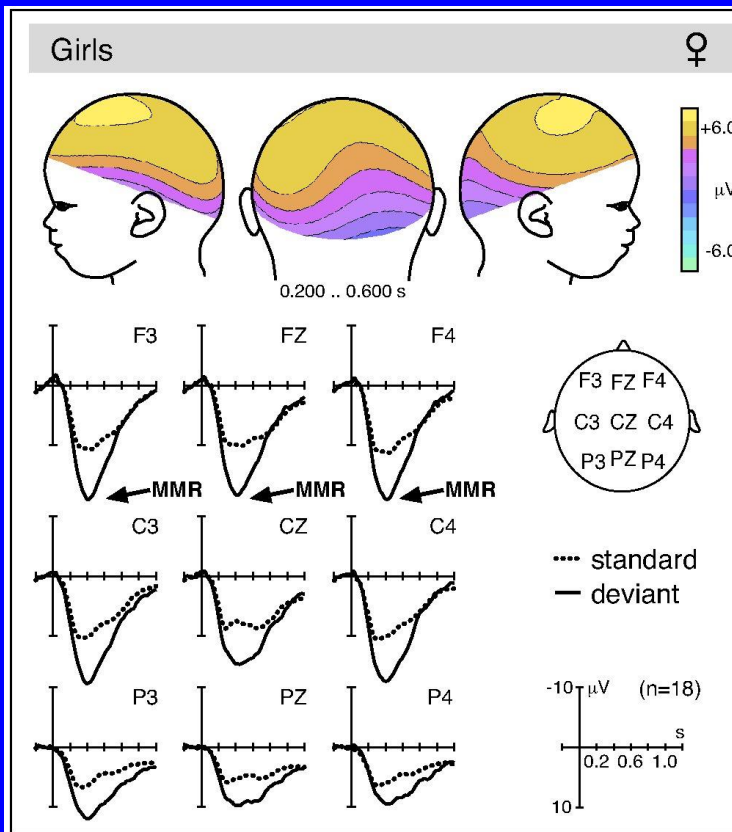 Girls ♀
+6.0
µV
-6.0
0.200 .. 0.600 s
F3 FZ F4
F3 FZ F4
C3 CZ C4
P3 PZ P4
MMR MMR MMR
C3 CZ C4
standard
deviant
P3 PZ P4
-10 µV (n=18)
s
0.2 0.6 1.0
10